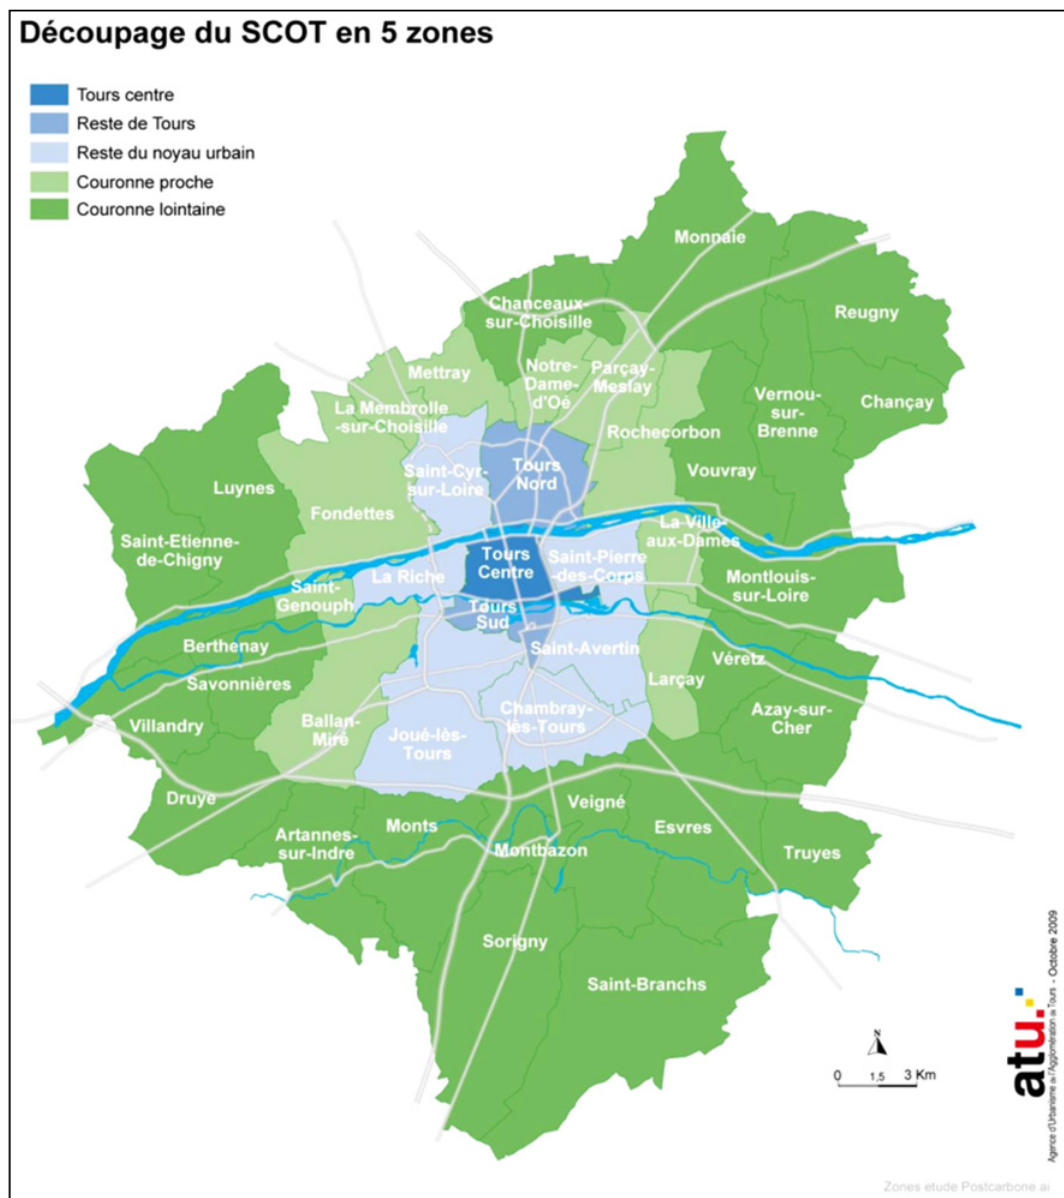 Découpage du SCOT en 5 zones
Tours centre
Reste de Tours
Reste du noyau urbain
Couronne proche
Couronne lointaine
Monnaie
Chanceaux-
sur-Choisille
Reugny
Mettray
Notre-
Dame-
d'Oé
Parçay-
Meslay
Vernou-
sur-
Brenne
Chançay
La Membrolle
-sur-Choisille
Rochecorbon
Saint-Cyr-
sur-Loire
Tours
Nord
Vouvray
Luynes
Fondettes
Saint-Etienne-
de-Chigny
La Ville-
aux-Dames
Tours
Centre
Saint-Pierre
-des-Corps
La Riche
Montlouis-
sur-Loire
Saint-
Genouph
Tours
Sud
Berthenay
Saint-Avertin
Véretz
Savonnières
Larçay
Villandry
Ballan-
Miré
Joué-lès-
Tours
Chambray
-lès-Tours
Azay-sur-
Cher
Druye
Veigné
Artannes-
sur-Indre
Monts
Esvres
Montbazon
Truyes
Sorigny
Saint-Branchs
N
0 1,5 3 Km
atu.
Agence d'Urbanisme de l'Agglomération de Tours - Octobre 2009
Zones etude Postcarbone.ai